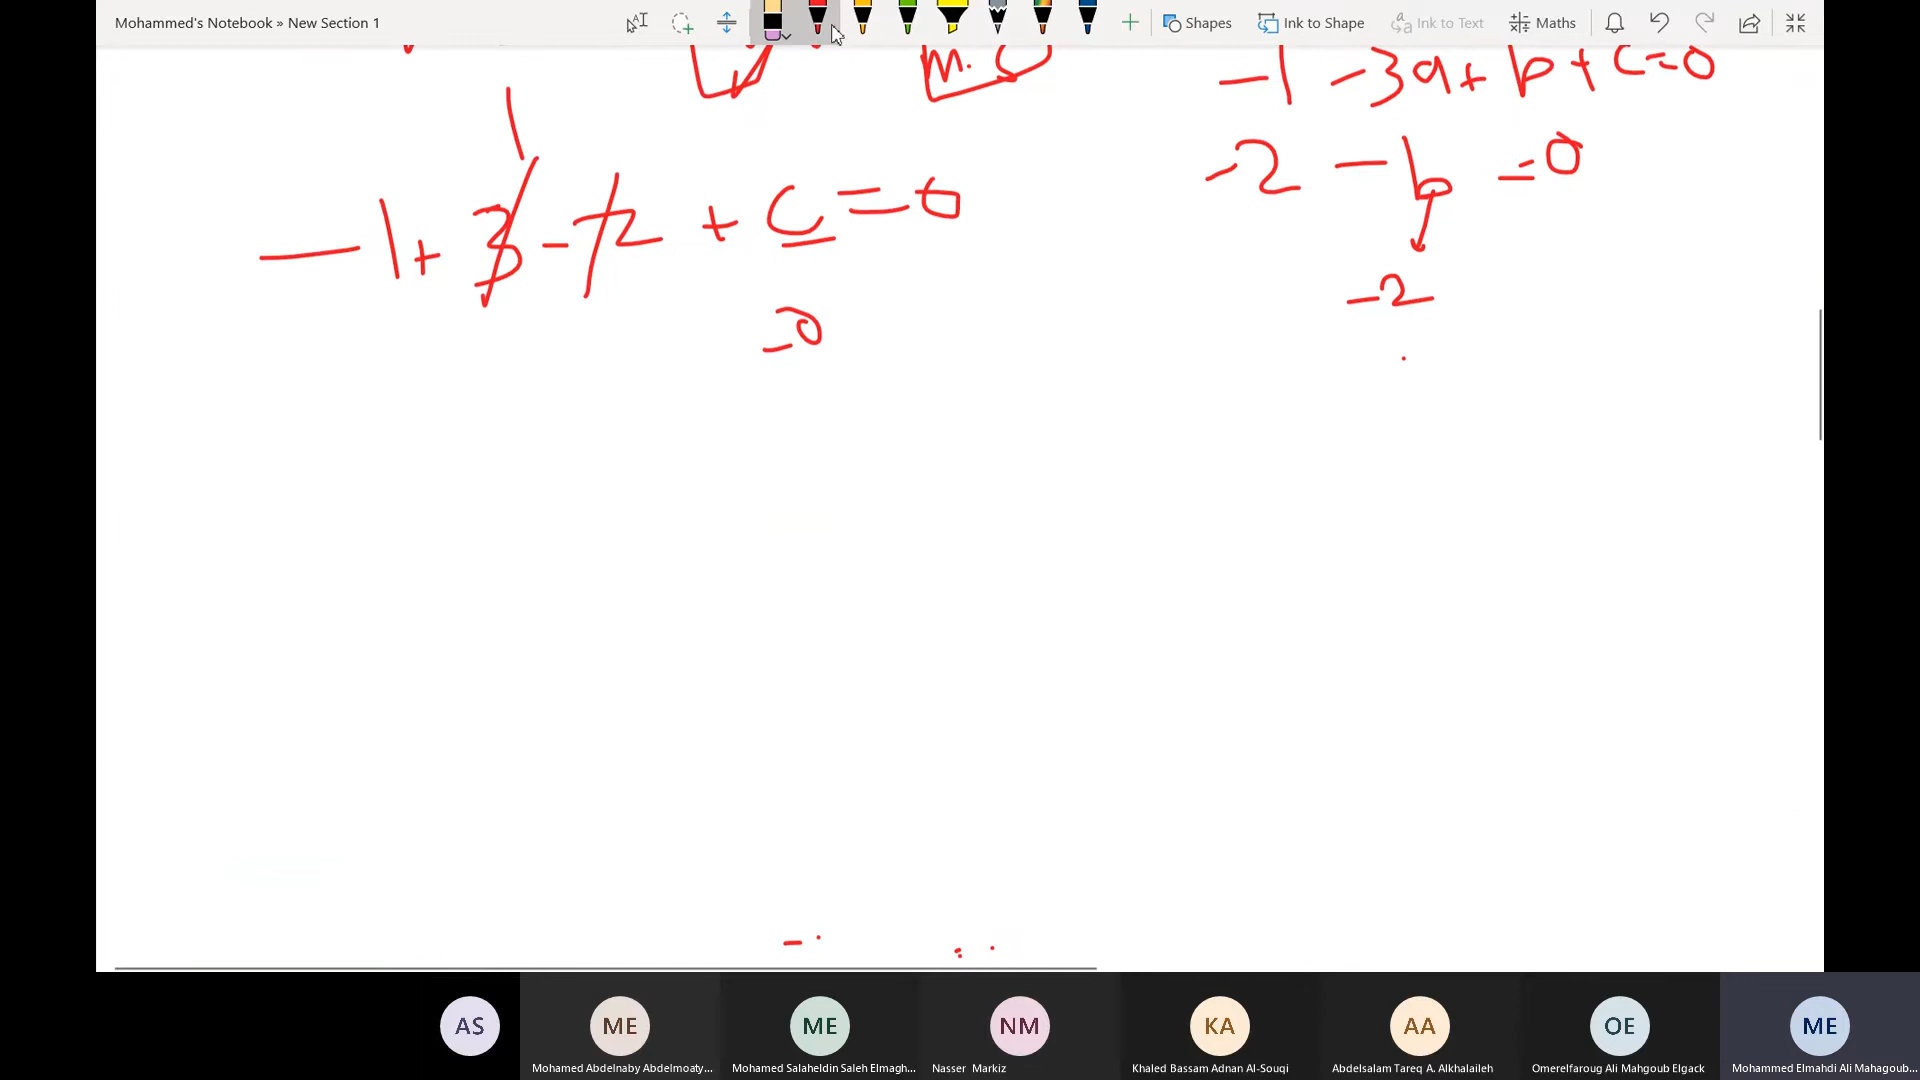 Mohammed's Notebook » New Section 1
Shapes
Ink to Shape
Ink to Text
Maths
M.S
-1 -3a + b + c = 0
-2 - b = 0
-2
1
-1 + 3 - 2 + c = 0
= 0
AS
ME
ME
NM
KA
AA
OE
ME
Mohamed Abdelnaby Abdelmoaty...
Mohamed Salaheldin Saleh Elmagh...
Nasser Markiz
Khaled Bassam Adnan Al-Souqi
Abdelsalam Tareq A. Alkhalaileh
Omerelfaroug Ali Mahgoub Elgack
Mohammed Elmahdi Ali Mahagoub...